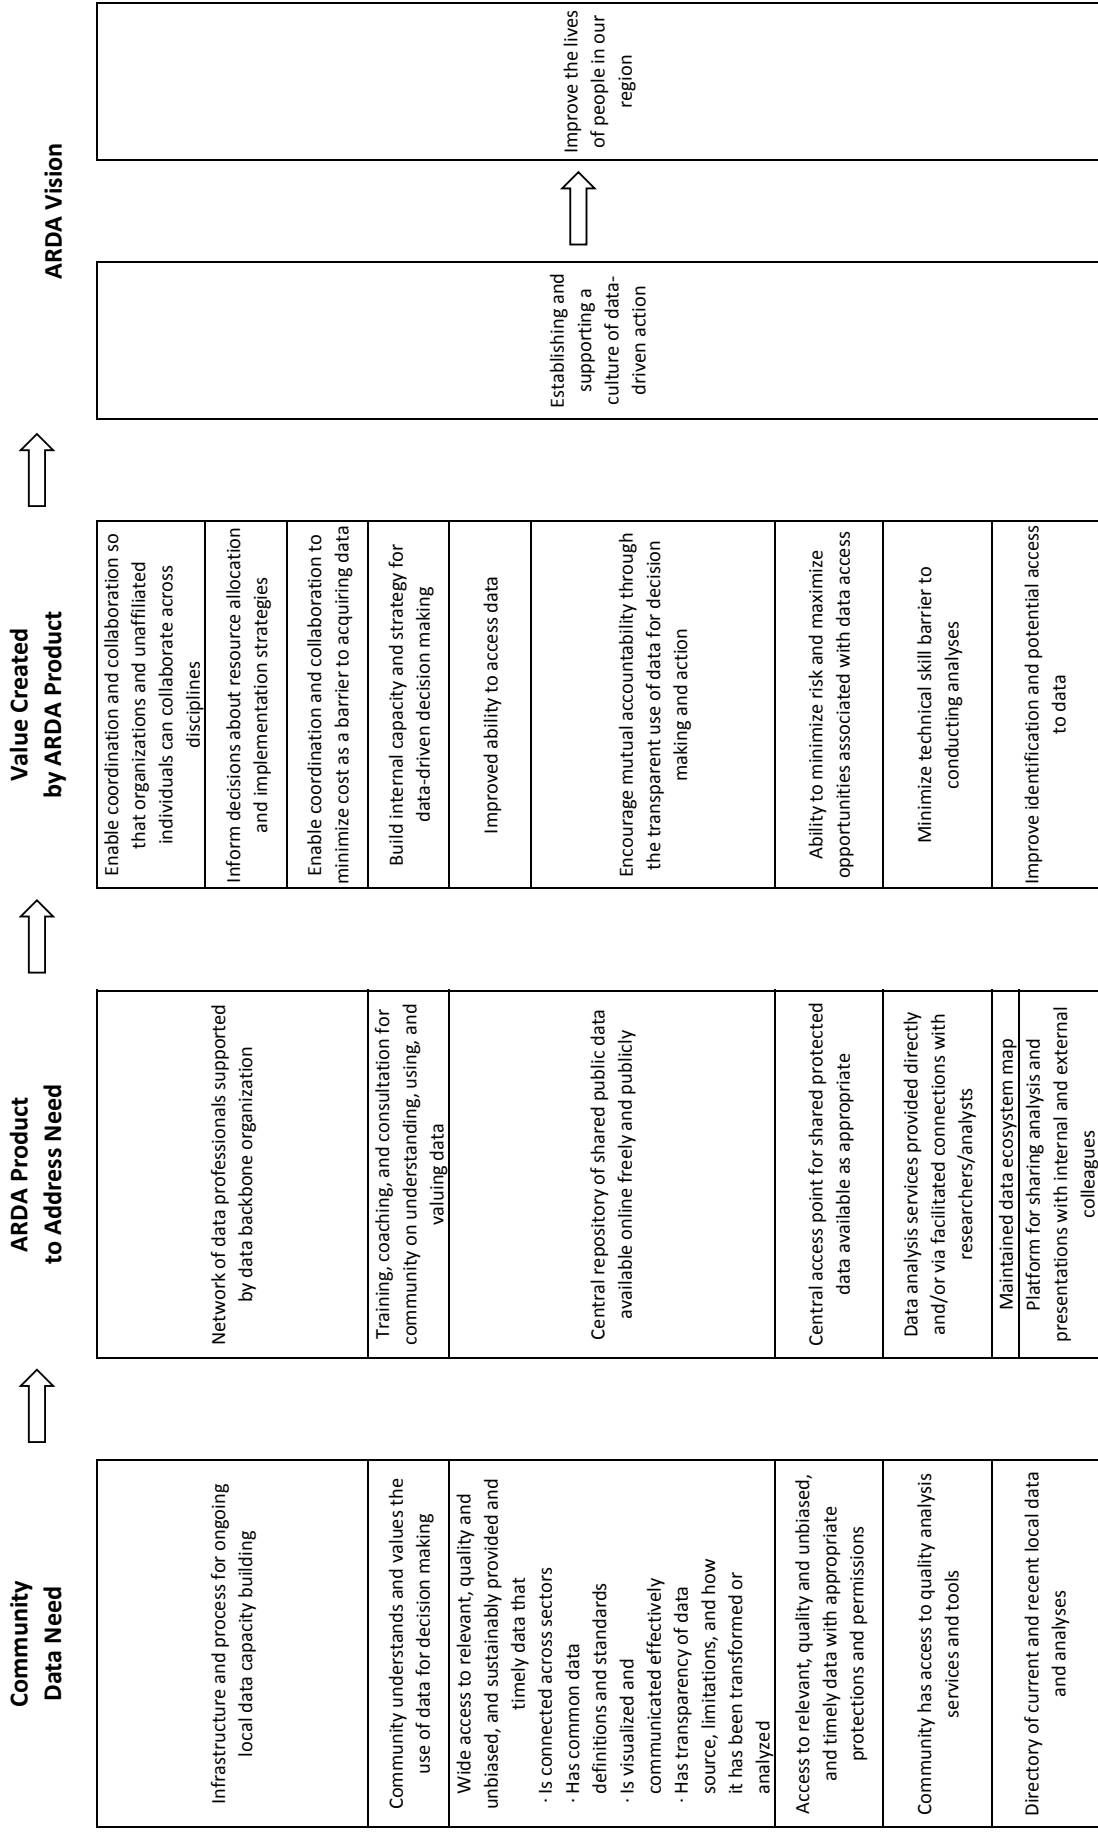 Community
Data Need
ARDA Product
to Address Need
Value Created
by ARDA Product
ARDA Vision
Infrastructure and process for ongoing
local data capacity building
Community understands and values the
use of data for decision making
Wide access to relevant, quality and
unbiased, and sustainably provided and
timely data that
· Is connected across sectors
· Has common data
definitions and standards
· Is visualized and
communicated effectively
· Has transparency of data
source, limitations, and how
it has been transformed or
analyzed
Access to relevant, quality and unbiased,
and timely data with appropriate
protections and permissions
Community has access to quality analysis
services and tools
Directory of current and recent local data
and analyses
Network of data professionals supported
by data backbone organization
Training, coaching, and consultation for
community on understanding, using, and
valuing data
Central repository of shared public data
available online freely and publicly
Central access point for shared protected
data available as appropriate
Data analysis services provided directly
and/or via facilitated connections with
researchers/analysts
Maintained data ecosystem map
Platform for sharing analysis and
presentations with internal and external
colleagues
Enable coordination and collaboration so
that organizations and unaffiliated
individuals can collaborate across
disciplines
Inform decisions about resource allocation
and implementation strategies
Enable coordination and collaboration to
minimize cost as a barrier to acquiring data
Build internal capacity and strategy for
data-driven decision making
Improved ability to access data
Encourage mutual accountability through
the transparent use of data for decision
making and action
Ability to minimize risk and maximize
opportunities associated with data access
Minimize technical skill barrier to
conducting analyses
Improve identification and potential access
to data
Establishing and
supporting a
culture of data-
driven action
Improve the lives
of people in our
region